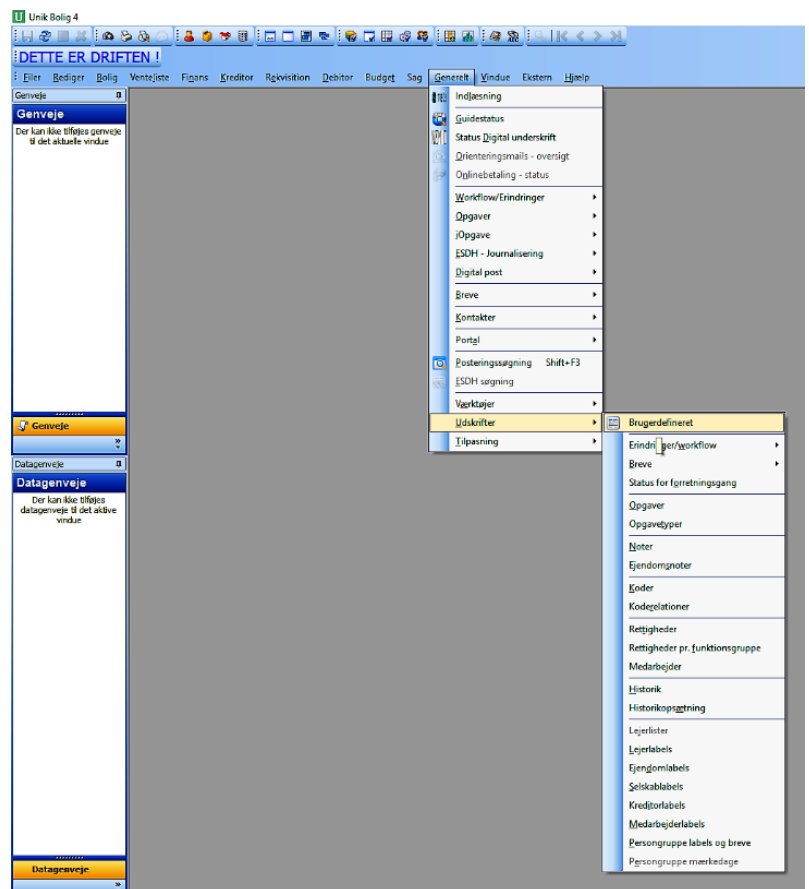 Unik Bolig 4
DETTE ER DRIFTEN !
Filer Rediger Bolig Venteliste Finans Kreditor Rekvisition Debitor Budget Sag Generelt Vindue Ekstern Hjælp
Genveje
Genveje
Der kan ikke tilføjes genveje
til det aktuelle vindue
Genveje
Datagenveje
Datagenveje
Der kan ikke tilføjes
datagenveje til det aktive
vindue
Datagenveje
Indlæsning
Guidestatus
Status Digital underskrift
Orienteringsmails - oversigt
Onlinebetaling - status
Workflow/Erindringer
Opgaver
iOpgave
ESDH - Journalisering
Digital post
Breve
Kontakter
Portal
Posteringssøgning Shift+F3
ESDH søgning
Værktøjer
Udskrifter
Tilpasning
Brugerdefineret
Erindringer/workflow
Breve
Status for forretningsgang
Opgaver
Opgavetyper
Noter
Ejendomsnoter
Koder
Koderelationer
Rettigheder
Rettigheder pr. funktionsgruppe
Medarbejder
Historik
Historikopsætning
Lejerlister
Lejerlabels
Ejendomlabels
Selskablabels
Kreditorlabels
Medarbejderlabels
Persongruppe labels og breve
Persongruppe mærkedage